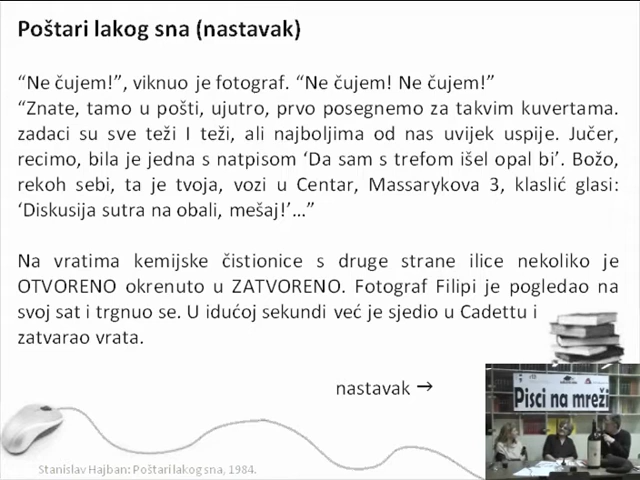 Poštari lakog sna (nastavak)
“Ne čujem!”, viknuo je fotograf. “Ne čujem! Ne čujem!”
“Znate, tamo u pošti, ujutro, prvo posegnemo za takvim kuvertama.
zadaci su sve teži I teži, ali najboljima od nas uvijek uspije. Jučer,
recimo, bila je jedna s natpisom ‘Da sam s trefom išel opal bi’. Božo,
rekoh sebi, ta je tvoja, vozi u Centar, Massarykova 3, klaslić glasi:
‘Diskusija sutra na obali, mešaj!’...”
Na vratima kemijske čistionice s druge strane ilice nekoliko je
OTVORENO okrenuto u ZATVORENO. Fotograf Filipi je pogledao na
svoj sat i trgnuo se. U idućoj sekundi već je sjedio u Cadettu i
zatvarao vrata.
nastavak →
Pisci na mreži
Stanislav Hajban: Poštari lakog sna, 1984.